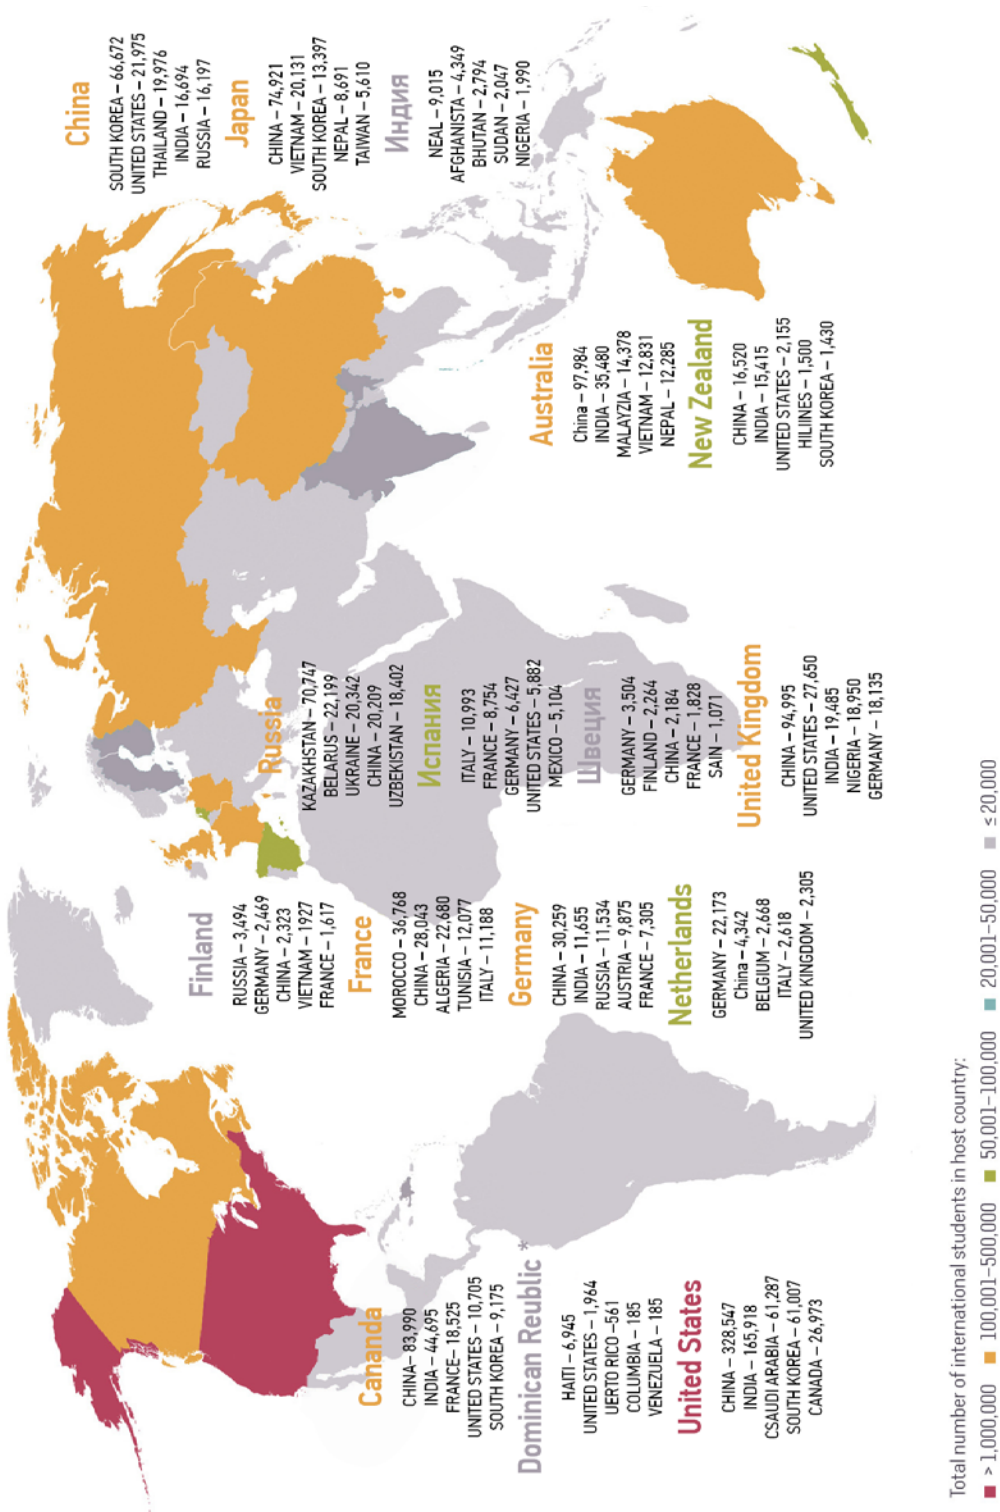 China
SOUTH KOREA – 66,672
UNITED STATES – 21,975
THAILAND – 19,976
INDIA – 16,694
RUSSIA – 16,197
Japan
CHINA – 74,921
VIETNAM – 20,131
SOUTH KOREA – 13,397
NEPAL – 8,691
TAIWAN – 5,610
Индия
NEAL – 9,015
AFGHANISTA – 4,349
BHUTAN – 2,794
SUDAN – 2,047
NIGERIA – 1,990
Australia
China – 97,984
INDIA – 35,480
MALAYZIA – 14,378
VIETNAM – 12,831
NEPAL – 12,285
New Zealand
CHINA – 16,520
INDIA – 15,415
UNITED STATES – 2,155
HILIINES – 1,500
SOUTH KOREA – 1,430
Russia
KAZAKHSTAN – 70,747
BELARUS – 22,199
UKRAINE – 20,342
CHINA – 20,209
UZBEKISTAN – 18,402
Испания
ITALY – 10,993
FRANCE – 8,754
GERMANY – 6,427
UNITED STATES – 5,882
MEXICO – 5,104
Швеция
GERMANY – 3,504
FINLAND – 2,264
CHINA – 2,184
FRANCE – 1,828
SAIN – 1,071
United Kingdom
CHINA – 94,995
UNITED STATES – 27,650
INDIA – 19,485
NIGERIA – 18,950
GERMANY – 18,135
Finland
RUSSIA – 3,494
GERMANY – 2,469
CHINA – 2,323
VIETNAM – 1927
FRANCE – 1,617
France
MOROCCO – 36,768
CHINA – 28,043
ALGERIA – 22,680
TUNISIA – 12,077
ITALY – 11,188
Germany
CHINA – 30,259
INDIA – 11,655
RUSSIA – 11,534
AUSTRIA – 9,875
FRANCE – 7,305
Netherlands
GERMANY – 22,173
China – 4,342
BELGIUM – 2,668
ITALY – 2,618
UNITED KINGDOM – 2,305
Cananda
CHINA– 83,990
INDIA – 44,695
FRANCE– 18,525
UNITED STATES – 10,705
SOUTH KOREA – 9,175
Dominican Reublic *
HAITI – 6,945
UNITED STATES – 1,964
UERTO RICO –561
COLUMBIA – 185
VENEZUELA – 185
United States
CHINA – 328,547
INDIA – 165,918
CSAUDI ARABIA – 61,287
SOUTH KOREA – 61,007
CANADA – 26,973
Total number of international students in host country:
> 1,000,000 100,001–500,000 50,001–100,000 20,001–50,000 ≤ 20,000